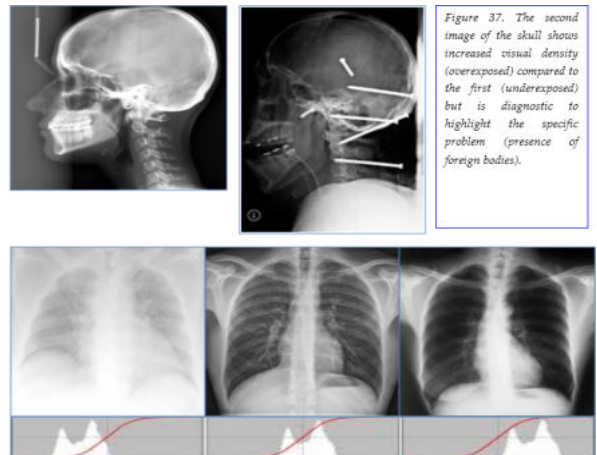 Figure 37. The second
image of the skull shows
increased visual density
(overexposed) compared to
the first (underexposed)
but is diagnostic to
highlight the specific
problem (presence of
foreign bodies).